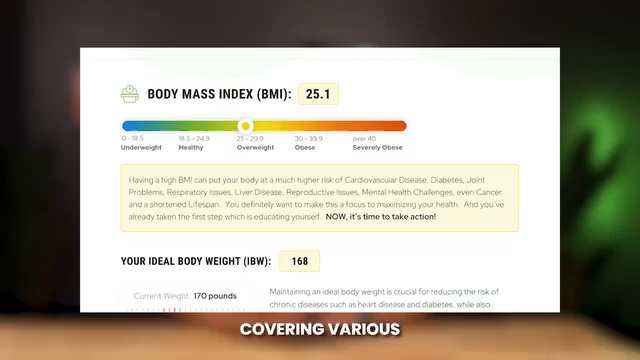 BODY MASS INDEX (BMI): 25.1
0 - 18.5 18.5 - 24.9 25 - 29.9 30 - 39.9 over 40
Underweight Healthy Overweight Obese Severely Obese
Having a high BMI can put your body at a much higher risk of Cardiovascular Disease, Diabetes, Joint
Problems, Respiratory Issues, Liver Disease, Reproductive Issues, Mental Health Challenges, even Cancer
and a shortened Lifespan. You definitely want to make this a focus to maximizing your health. And you've
already taken the first step which is educating yourself. NOW, it's time to take action!
YOUR IDEAL BODY WEIGHT (IBW): 168
Current Weight 170 pounds
Maintaining an ideal body weight is crucial for reducing the risk of
chronic diseases such as heart disease and diabetes, while also
COVERING VARIOUS